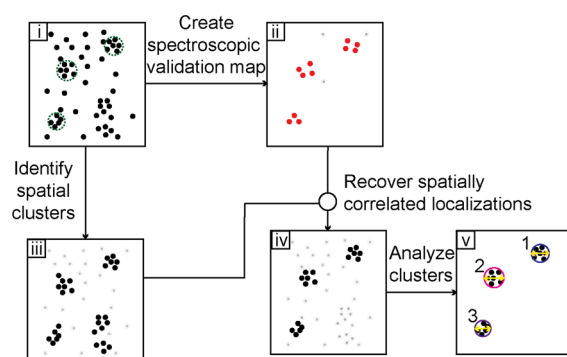 i
Create
spectroscopic
validation map
ii
Identify
spatial
clusters
Recover spatially
correlated localizations
iii
iv
Analyze
clusters
v
1
2
3